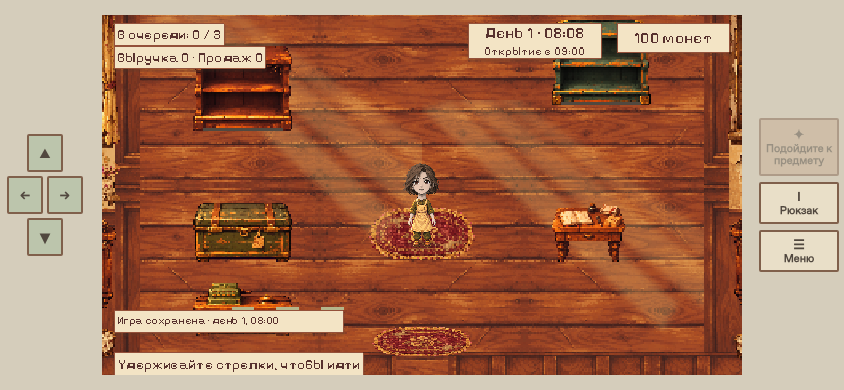 В очереди: 0 / 3
Выручка 0 · Продаж 0
День 1 · 08:08
Открытие в 09:00
100 монет
Подойдите к
предмету
I
Рюкзак
Меню
Игра сохранена · день 1, 08:00
Удерживайте стрелки, чтобы идти